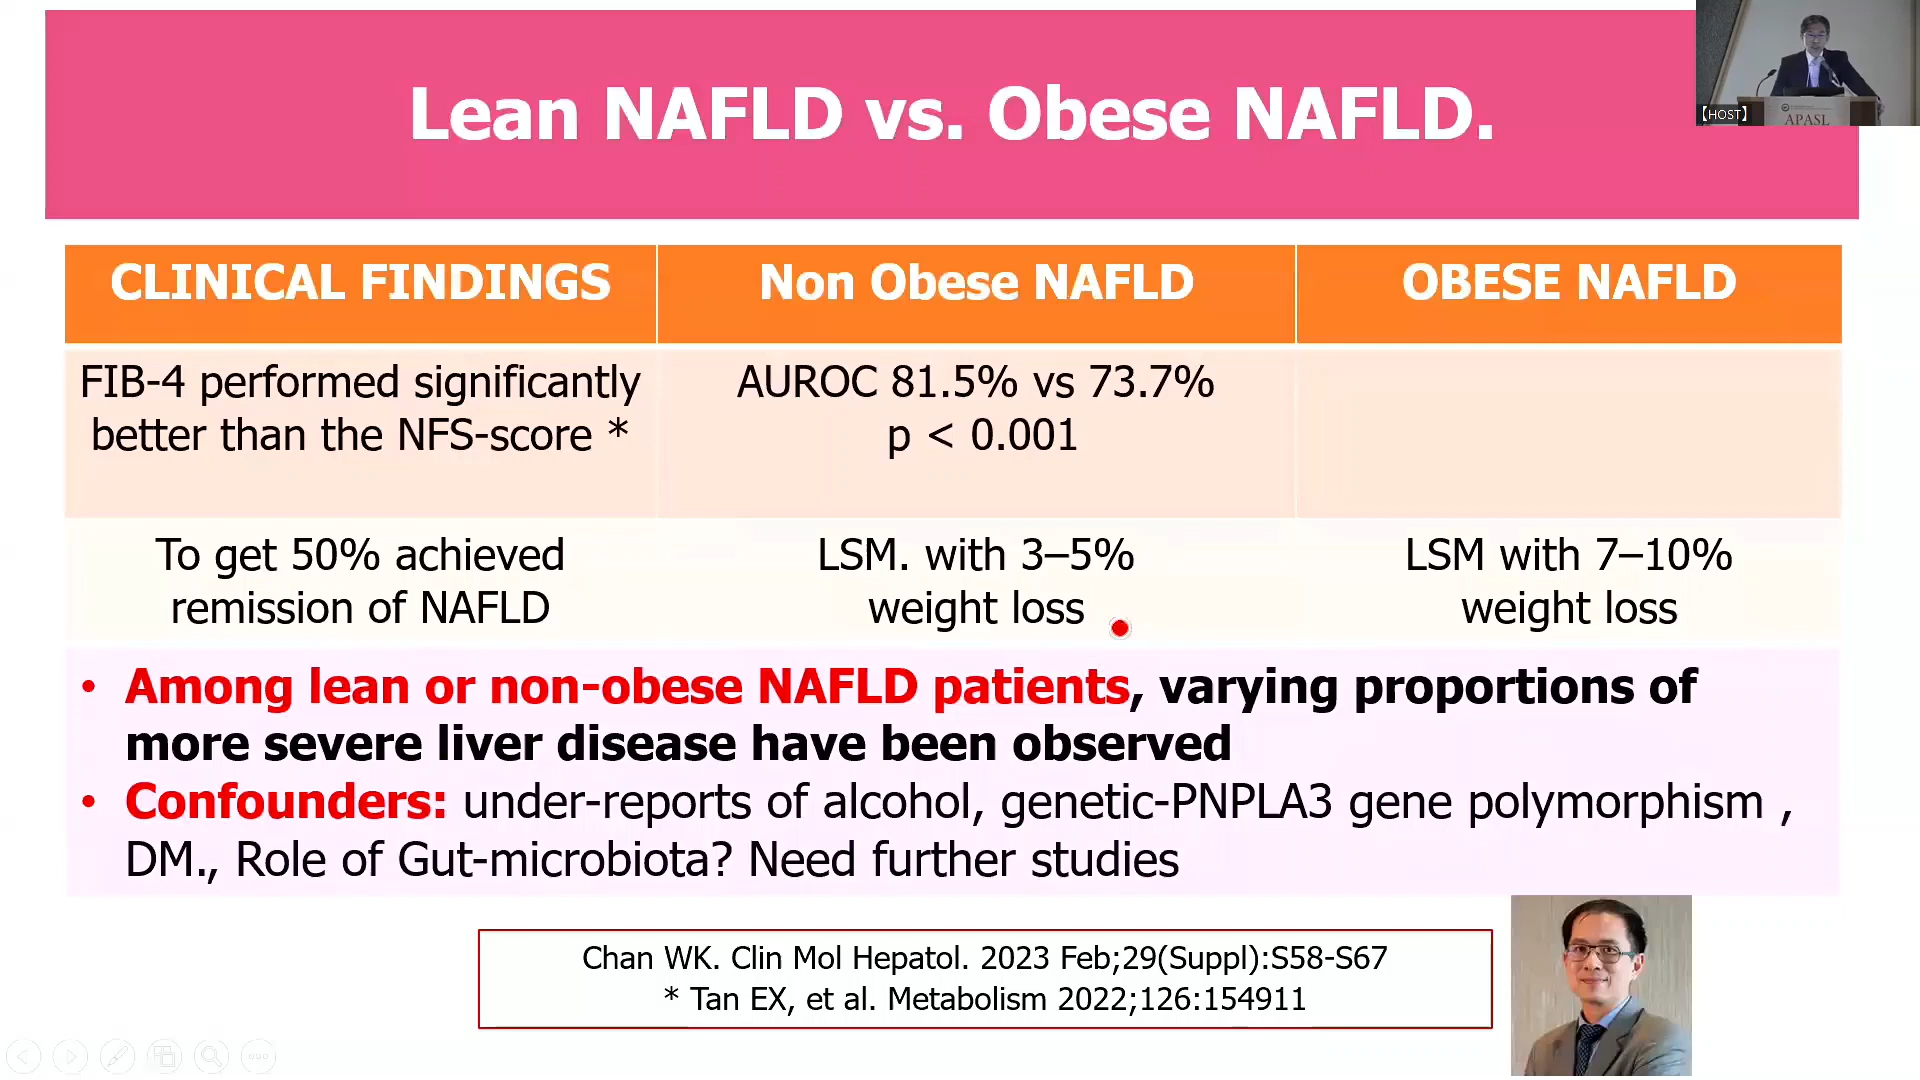 Lean NAFLD vs. Obese NAFLD.
【HOST】
APASL
CLINICAL FINDINGS
Non Obese NAFLD
OBESE NAFLD
FIB-4 performed significantly
better than the NFS-score *
AUROC 81.5% vs 73.7%
p < 0.001
To get 50% achieved
remission of NAFLD
LSM. with 3–5%
weight loss
LSM with 7–10%
weight loss
• Among lean or non-obese NAFLD patients, varying proportions of
more severe liver disease have been observed
• Confounders: under-reports of alcohol, genetic-PNPLA3 gene polymorphism ,
DM., Role of Gut-microbiota? Need further studies
Chan WK. Clin Mol Hepatol. 2023 Feb;29(Suppl):S58-S67
* Tan EX, et al. Metabolism 2022;126:154911